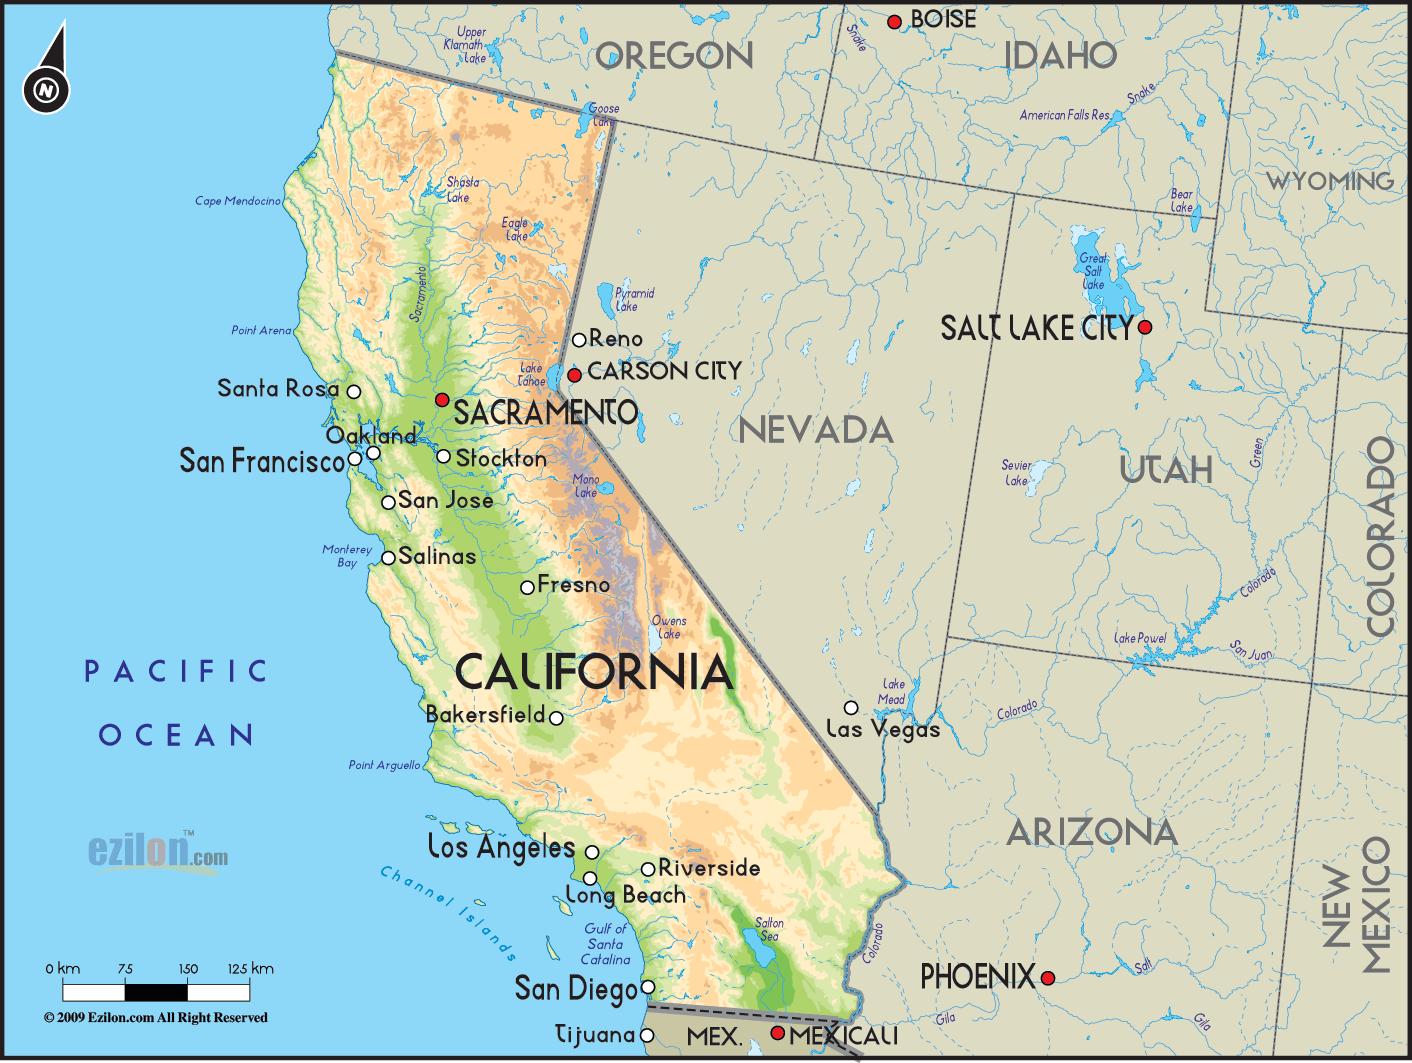 BOISE
Upper
Klamath
Lake
OREGON
Snake
IDAHO
N
Goose
Lake
American Falls Res.
Snake
WYOMING
Cape Mendocino
Shasta
Lake
Bear
Lake
Eagle
Lake
Sacramento
Great
Salt
Lake
Pyramid
Lake
Point Arena
Reno
SALT LAKE CITY
Lake
Tahoe
CARSON CITY
Santa Rosa
SACRAMENTO
NEVADA
Oakland
San Francisco
Stockton
Green
Sevier
Lake
UTAH
COLORADO
Mono
Lake
San Jose
Monterey
Bay
Salinas
Fresno
Colorado
Owens
Lake
Lake Powel
San Juan
PACIFIC
OCEAN
CALIFORNIA
Lake
Mead
Colorado
Bakersfield
Las Vegas
Point Arguello
ezilon.com
TM
ARIZONA
Los Angeles
Riverside
Long Beach
Channel Islands
NEW
MEXICO
Gulf of
Santa
Catalina
Salton
Sea
Colorado
0 km 75 150 125 km
San Diego
PHOENIX
Salt
© 2009 Ezilon.com All Right Reserved
Gila
Gila
Tijuana
MEX.
MEXICALI